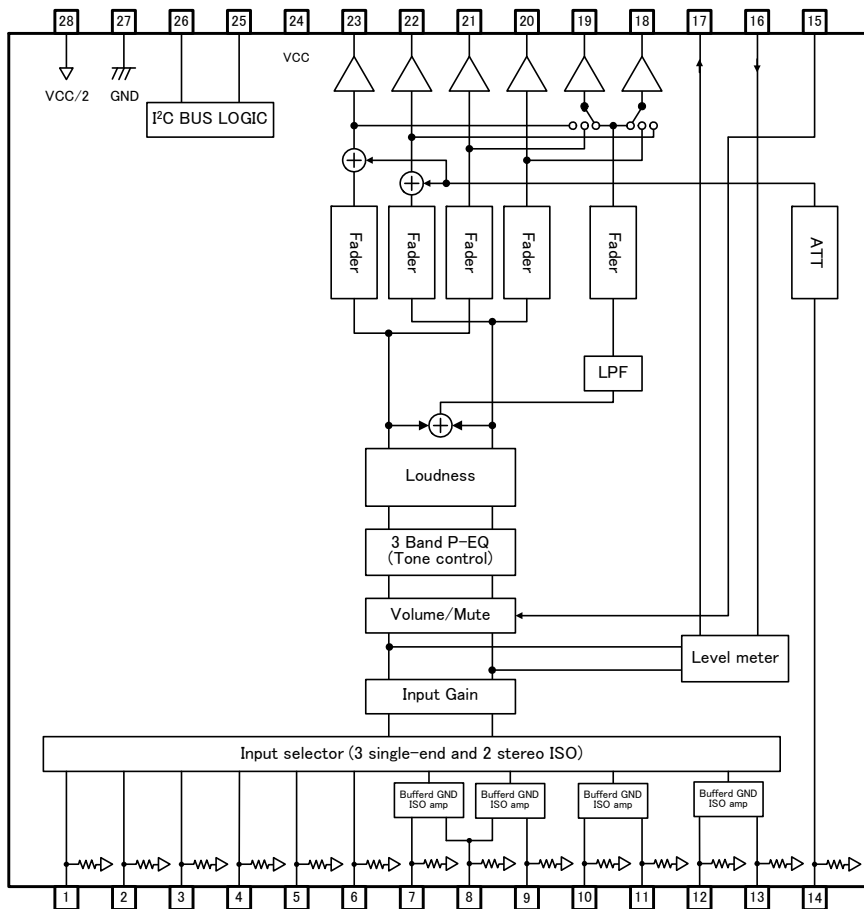 28 27 26 25 24 23 22 21 20 19 18 17 16 15
VCC
VCC/2
GND
I²C BUS LOGIC
Fader
Fader
Fader
Fader
Fader
ATT
LPF
Loudness
3 Band P-EQ
(Tone control)
Volume/Mute
Level meter
Input Gain
Input selector (3 single-end and 2 stereo ISO)
Bufferd GND
ISO amp
Bufferd GND
ISO amp
Bufferd GND
ISO amp
Bufferd GND
ISO amp
1 2 3 4 5 6 7 8 9 10 11 12 13 14